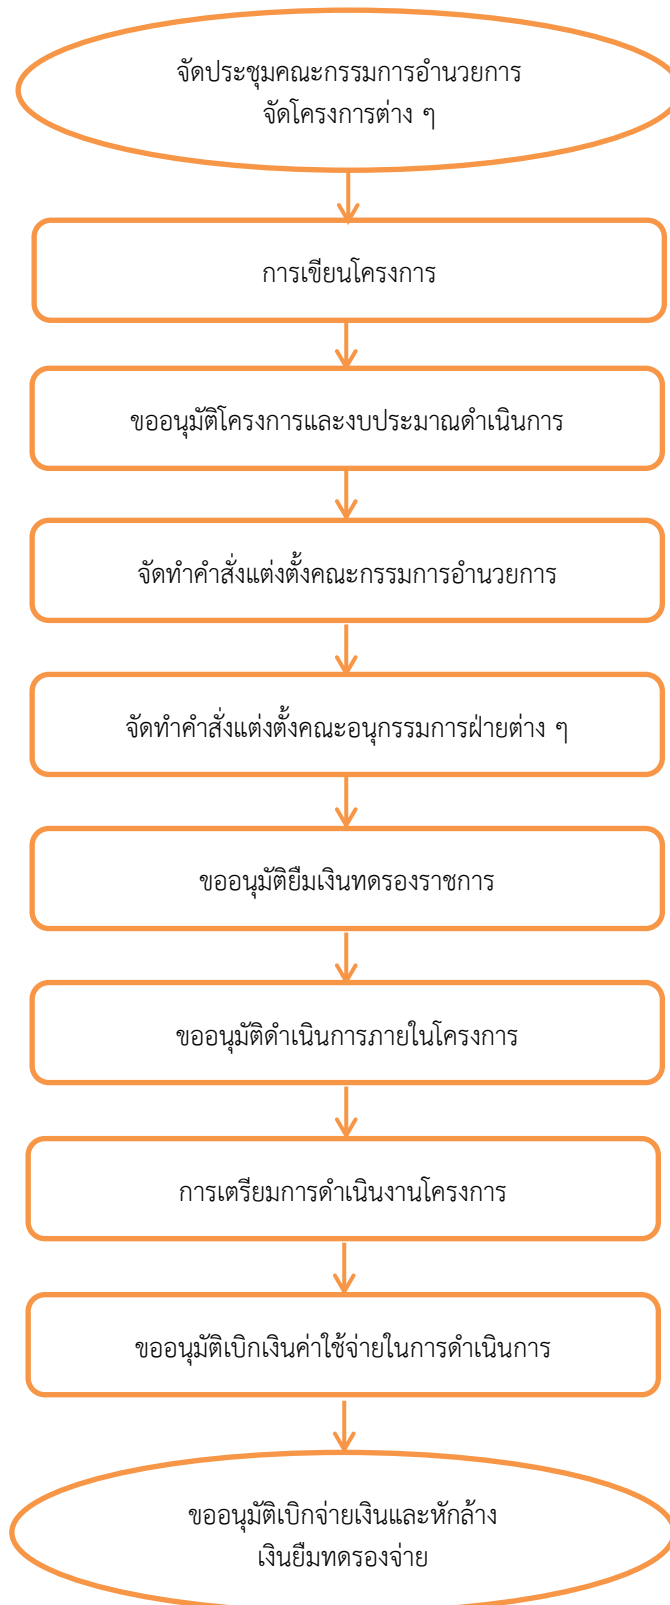 จัดประชุมคณะกรรมการอำนวยการ
จัดโครงการต่าง ๆ
การเขียนโครงการ
ขออนุมัติโครงการและงบประมาณดำเนินการ
จัดทำคำสั่งแต่งตั้งคณะกรรมการอำนวยการ
จัดทำคำสั่งแต่งตั้งคณะอนุกรรมการฝ่ายต่าง ๆ
ขออนุมัติยืมเงินทดรองราชการ
ขออนุมัติดำเนินการภายในโครงการ
การเตรียมการดำเนินงานโครงการ
ขออนุมัติเบิกเงินค่าใช้จ่ายในการดำเนินการ
ขออนุมัติเบิกจ่ายเงินและหักล้าง
เงินยืมทดรองจ่าย